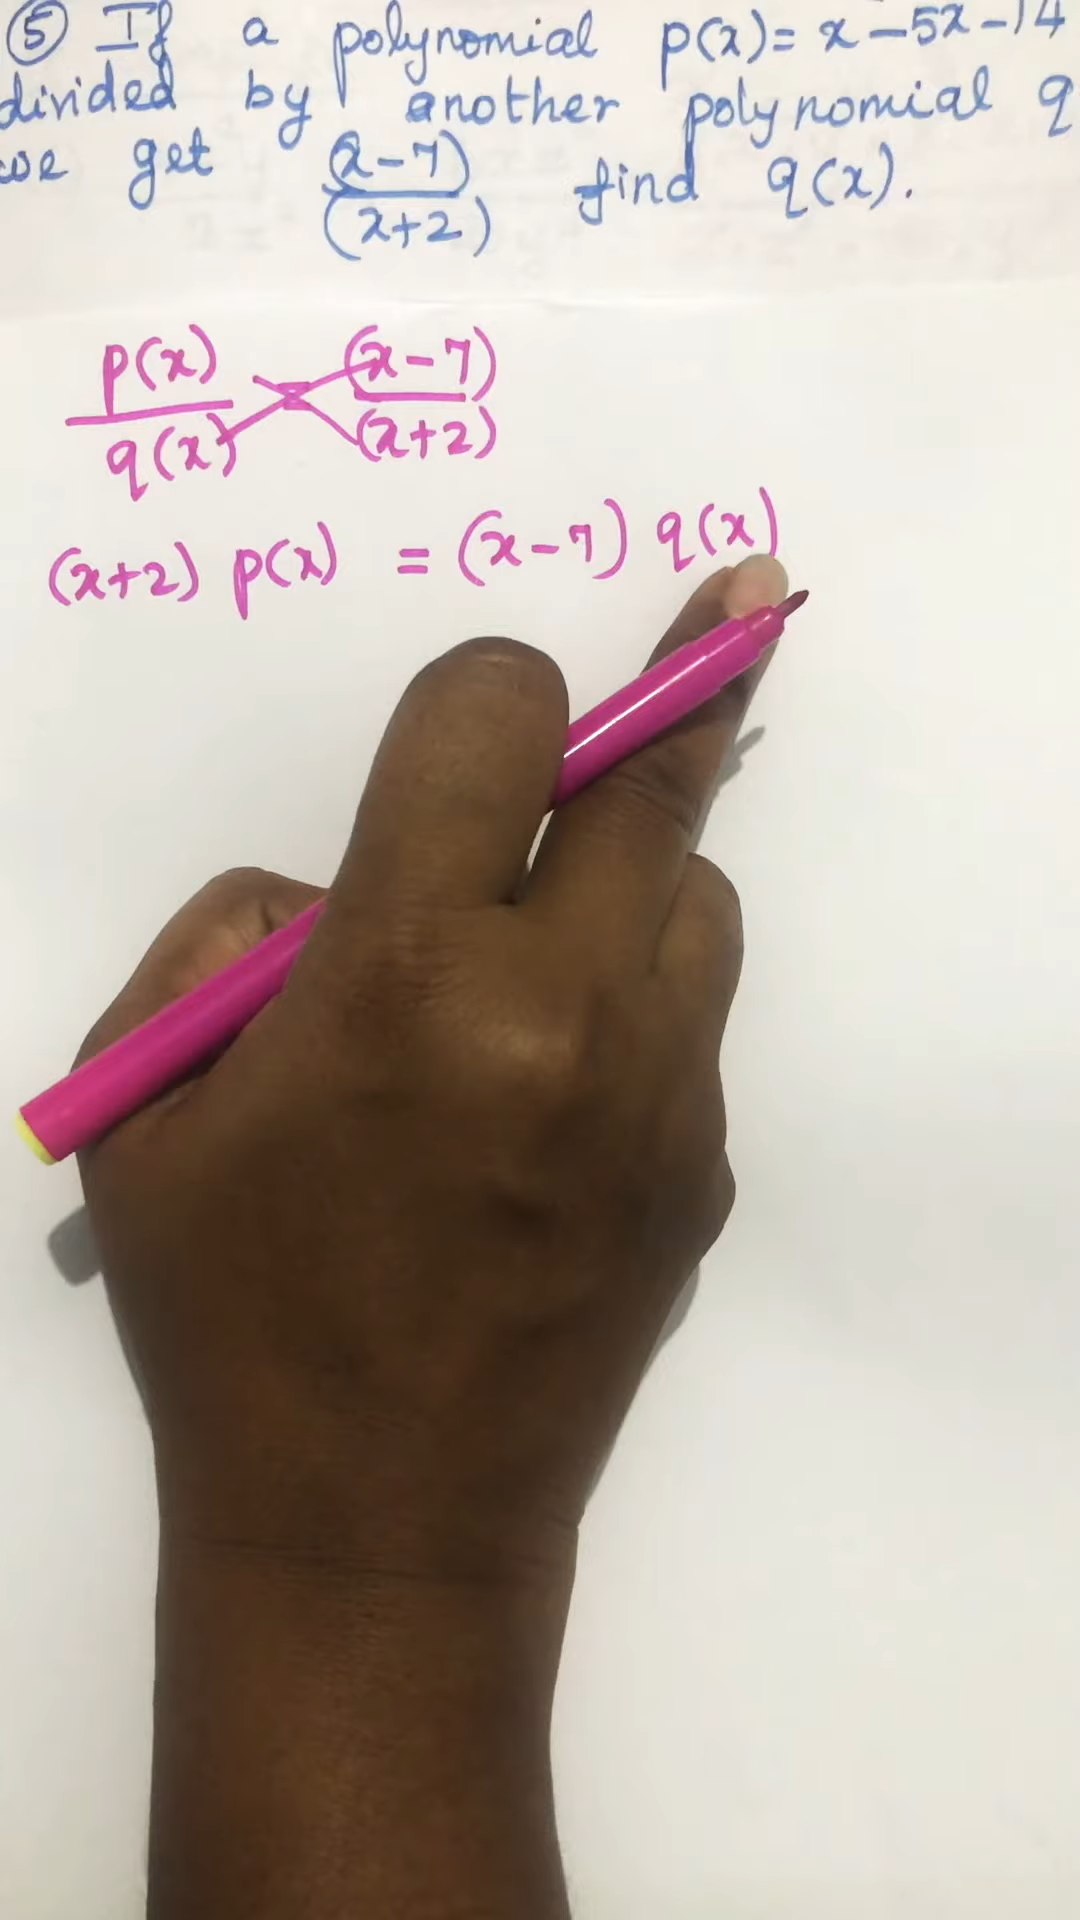 ⑤ If a polynomial p(x) = x - 5x - 14
divided by another polynomial q
we get (x-7)/(x+2) find q(x).
p(x)/q(x) = (x-7)/(x+2)
(x+2) p(x) = (x-7) q(x)